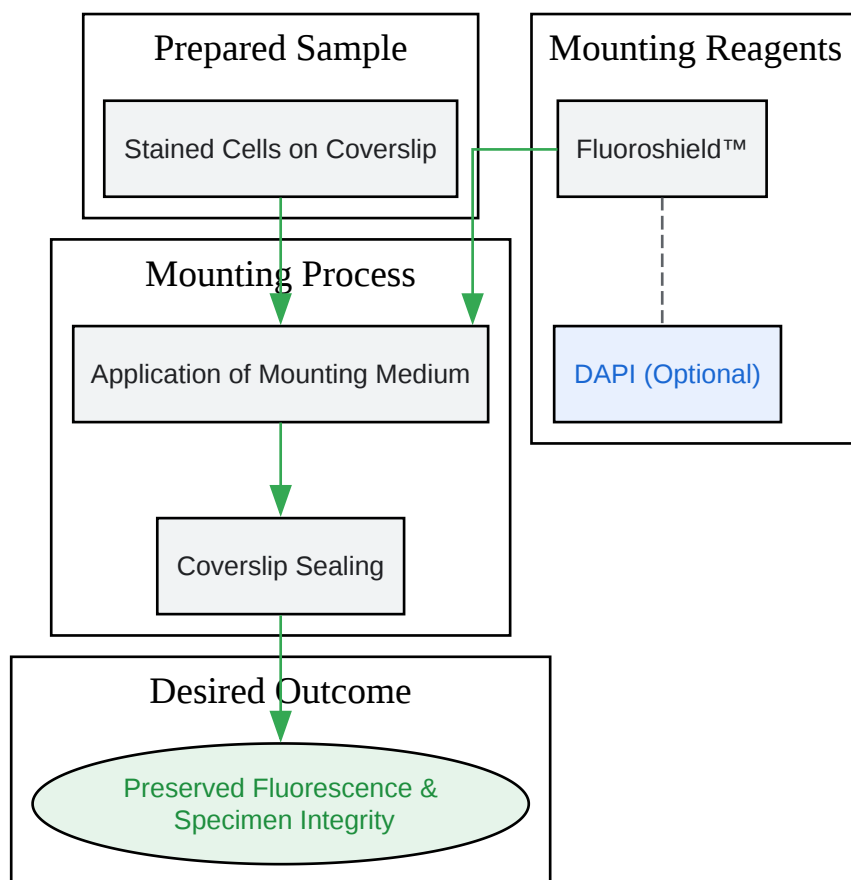 Prepared Sample
Stained Cells on Coverslip
Mounting Reagents
Fluoroshield™
DAPI (Optional)
Mounting Process
Application of Mounting Medium
Coverslip Sealing
Desired Outcome
Preserved Fluorescence &
Specimen Integrity